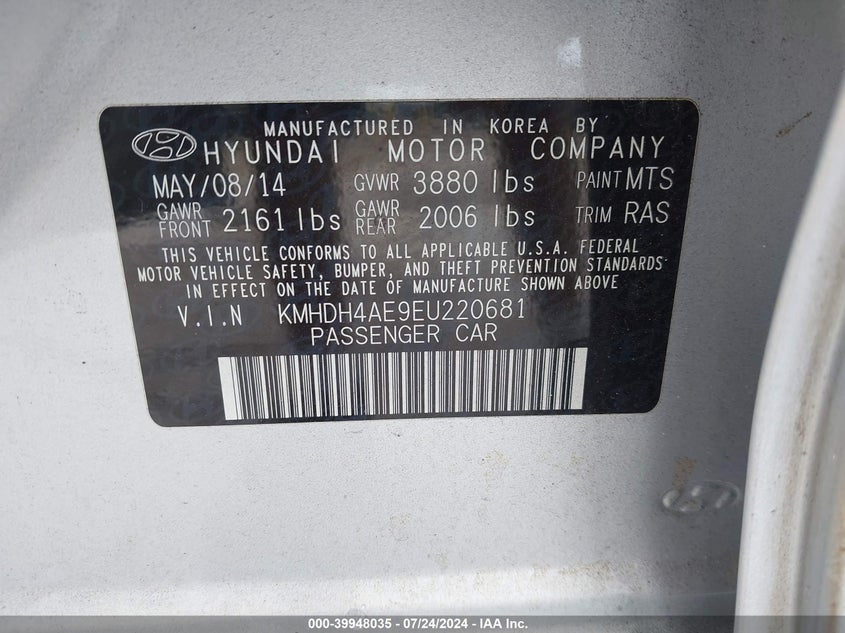 MANUFACTURED IN KOREA BY
HYUNDAI MOTOR COMPANY
MAY/08/14 GVWR 3880 lbs PAINT MTS
GAWR FRONT 2161 lbs GAWR REAR 2006 lbs TRIM RAS
THIS VEHICLE CONFORMS TO ALL APPLICABLE U.S.A. FEDERAL
MOTOR VEHICLE SAFETY, BUMPER, AND THEFT PREVENTION STANDARDS
IN EFFECT ON THE DATE OF MANUFACTURE SHOWN ABOVE.
V.I.N KMHDH4AE9EU220681
PASSENGER CAR
000-39948035 - 07/24/2024 - IAA Inc.